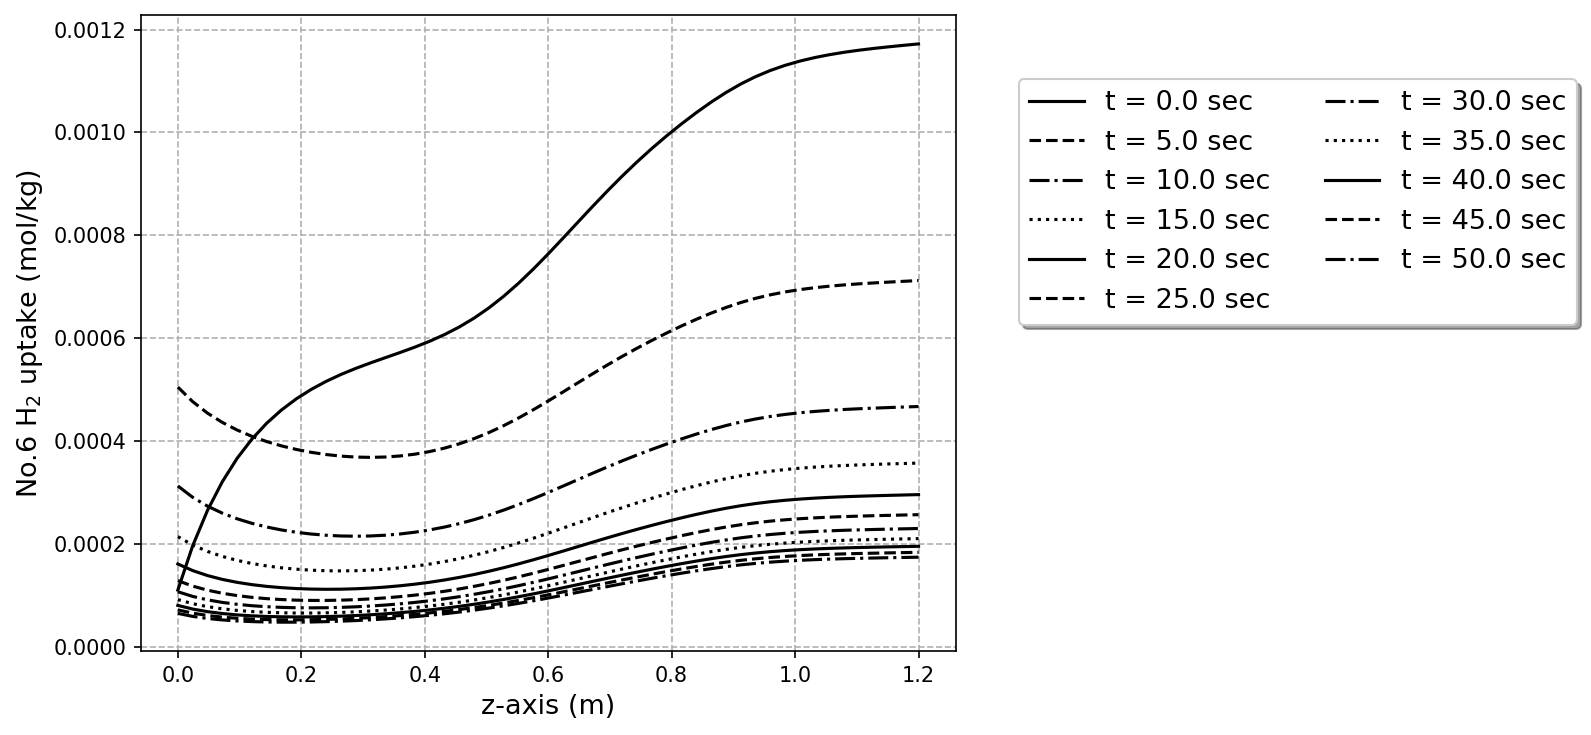 0.0012
0.0010
0.0008
0.0006
0.0004
0.0002
0.0000
No.6 H₂ uptake (mol/kg)
0.0 0.2 0.4 0.6 0.8 1.0 1.2
z-axis (m)
t = 0.0 sec
t = 5.0 sec
t = 10.0 sec
t = 15.0 sec
t = 20.0 sec
t = 25.0 sec
t = 30.0 sec
t = 35.0 sec
t = 40.0 sec
t = 45.0 sec
t = 50.0 sec